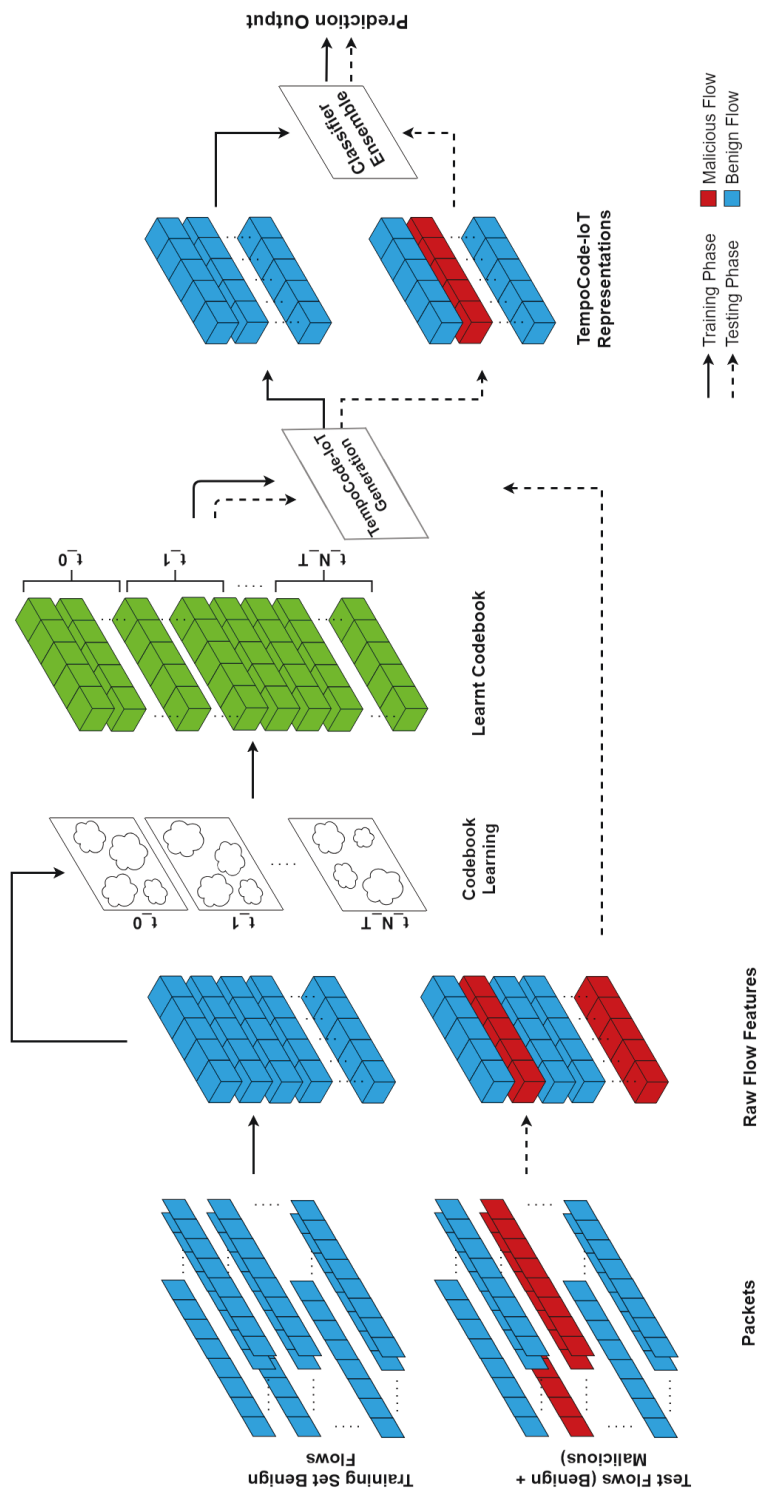 Training Set Benign
Flows
Test Flows (Benign +
Malicious)
Packets
Raw Flow Features
t_0
t_1
t_N_T
Codebook
Learning
t_0
t_1
t_N_T
Learnt Codebook
TempoCode-IoT
Generation
TempoCode-IoT
Representations
Classifier
Ensemble
Prediction Output
Training Phase
Testing Phase
Malicious Flow
Benign Flow